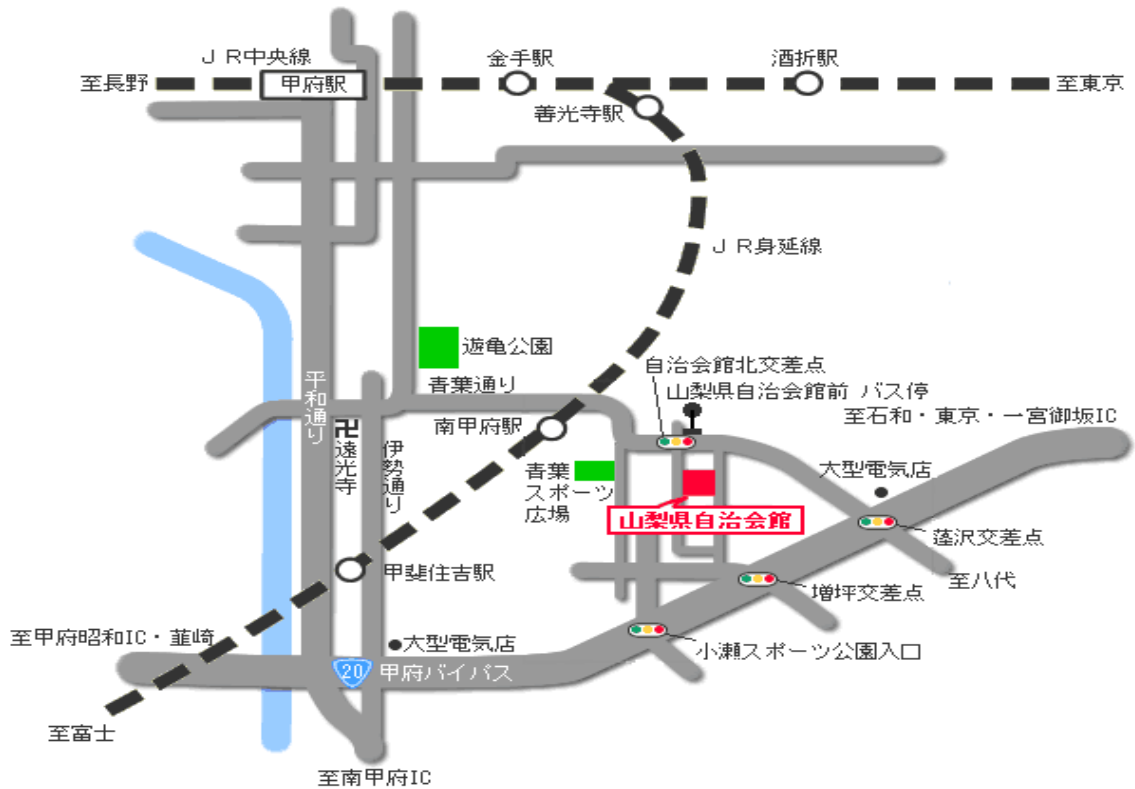 ＪＲ中央線
金手駅
酒折駅
至長野
甲府駅
至東京
善光寺駅
ＪＲ身延線
遊亀公園
自治会館北交差点
平和通り
青葉通り
山梨県自治会館前 バス停
南甲府駅
至石和・東京・一宮御坂IC
卍
遠光寺
伊勢通り
青葉
スポーツ
広場
大型電気店
山梨県自治会館
蓬沢交差点
甲斐住吉駅
至八代
増坪交差点
至甲府昭和IC・韮崎
大型電気店
小瀬スポーツ公園入口
20
甲府バイパス
至富士
至南甲府IC